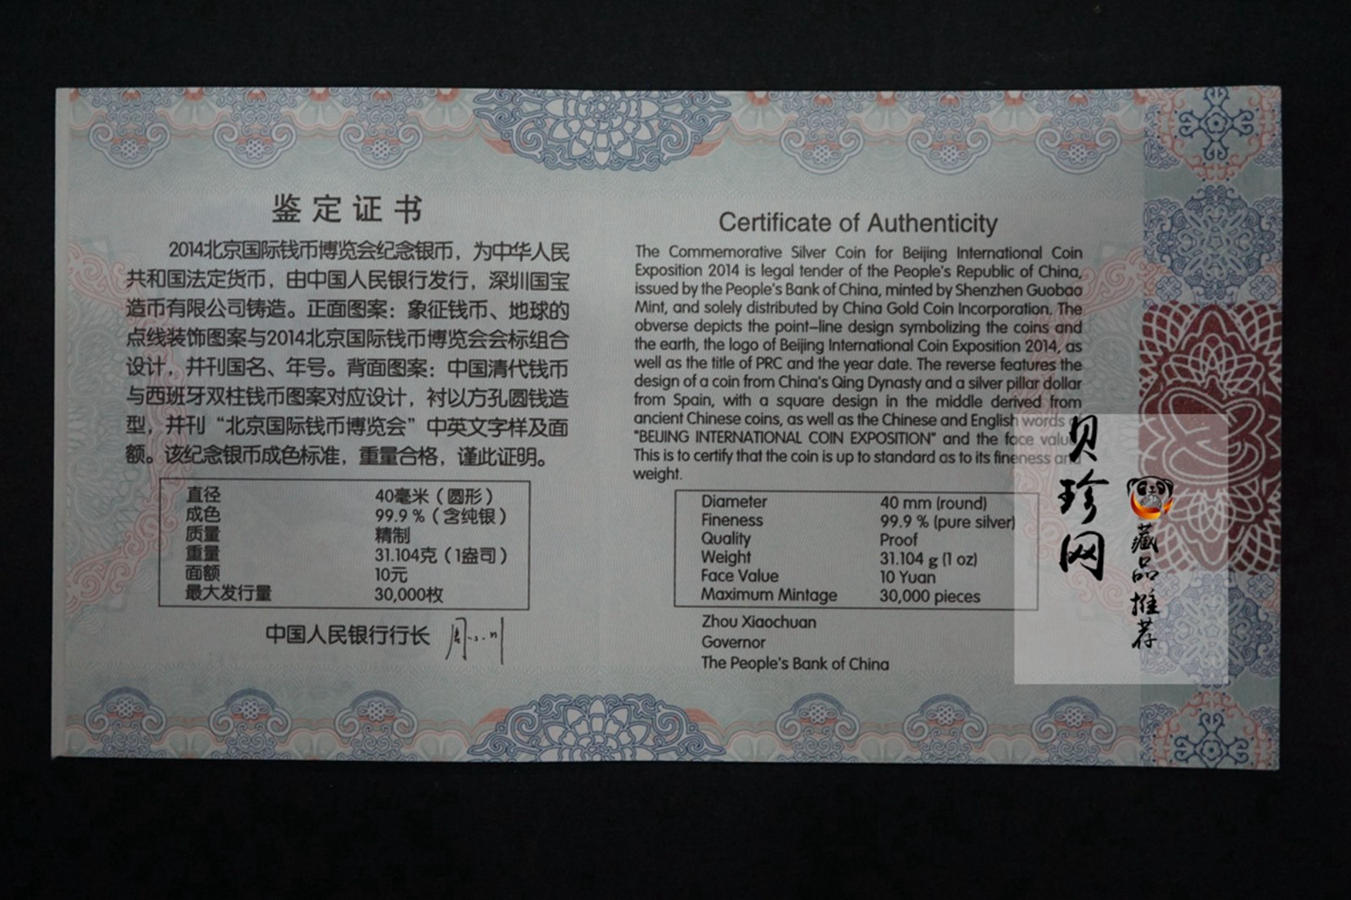 鉴定证书
2014北京国际钱币博览会纪念银币，为中华人民
共和国法定货币，由中国人民银行发行，深圳国宝
造币有限公司铸造。正面图案：象征钱币、地球的
点线装饰图案与2014北京国际钱币博览会会标组合
设计，并刊国名、年号。背面图案：中国清代钱币
与西班牙双柱钱币图案对应设计，衬以方孔圆钱造
型，并刊“北京国际钱币博览会”中英文字样及面
额。该纪念银币成色标准，重量合格，谨此证明。
直径 40毫米（圆形）
成色 99.9％（含纯银）
质量 精制
重量 31.104克（1盎司）
面额 10元
最大发行量 30,000枚
中国人民银行行长
Certificate of Authenticity
The Commemorative Silver Coin for Beijing International Coin
Exposition 2014 is legal tender of the People's Republic of China,
issued by the People's Bank of China, minted by Shenzhen Guobao
Mint, and solely distributed by China Gold Coin Incorporation. The
obverse depicts the point-line design symbolizing the coins and
the earth, the logo of Beijing International Coin Exposition 2014, as
well as the title of PRC and the year date. The reverse features the
design of a coin from China's Qing Dynasty and a silver pillar dollar
from Spain, with a square design in the middle derived from
ancient Chinese coins, as well as the Chinese and English words
"BEIJING INTERNATIONAL COIN EXPOSITION" and the face value.
This is to certify that the coin is up to standard as to its fineness and
weight.
Diameter 40 mm (round)
Fineness 99.9 % (pure silver)
Quality Proof
Weight 31.104 g (1 oz)
Face Value 10 Yuan
Maximum Mintage 30,000 pieces
Zhou Xiaochuan
Governor
The People's Bank of China
贝珍网
藏品推荐